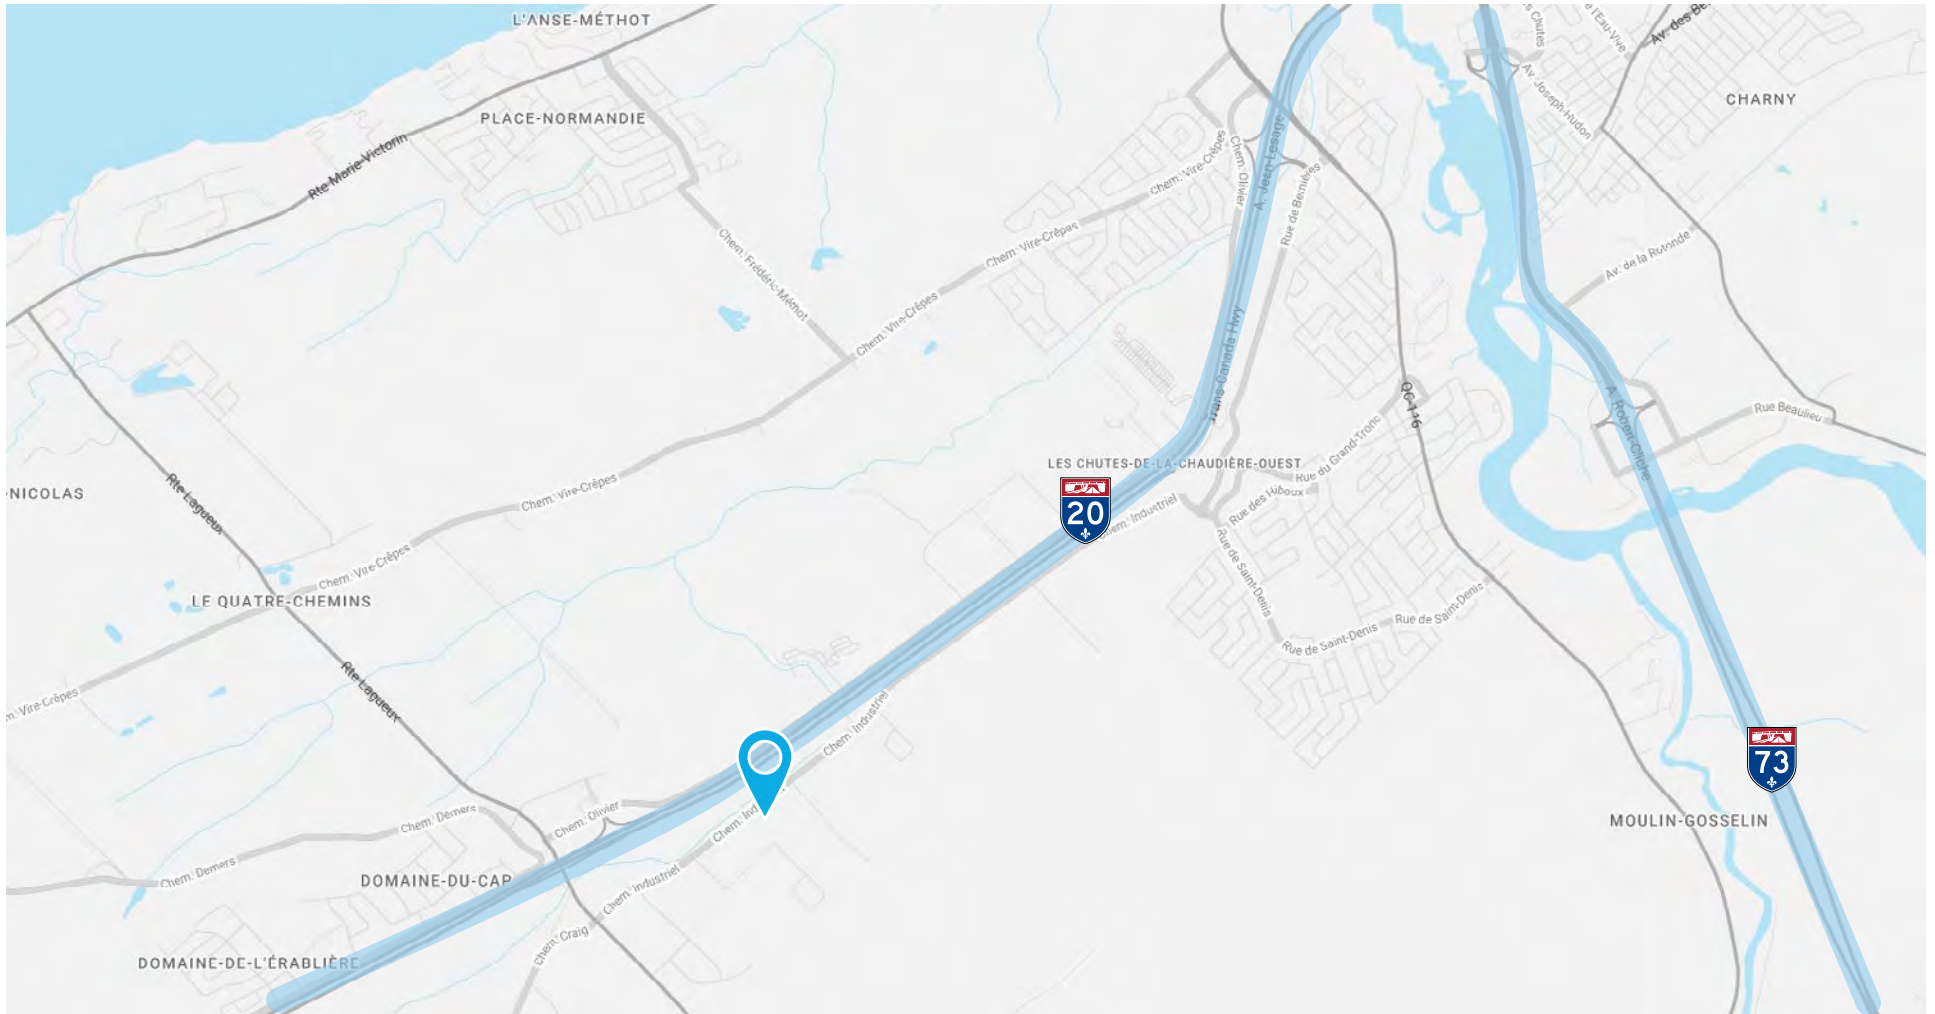 L'ANSE-MÉTHOT
s Chutes
e l'Eau-Vive
Av. des Be
PLACE-NORMANDIE
CHARNY
Av. Joseph-Hudon
Rte Marie-Victorin
Chem. Vire-Crêpes
Chem. Olivier
A. Jean-Lesage
Rue de Bernières
Chem. Vire-Crêpes
Chem. Frédéric-Méthot
Av. de la Rotonde
Chem. Vire-Crêpes
Trans-Canada Hwy
QC-116
A. Robert-Cliche
Rue Beaulieu
LES CHUTES-DE-LA-CHAUDIÈRE-OUEST
Rue du Grand-Tronc
-NICOLAS
Rte Lagueux
Chem. Vire-Crêpes
Rue des Hiboux
20
Chem. Industriel
Chem. Vire-Crêpes
Rue de Saint-Denis
LE QUATRE-CHEMINS
Rue de Saint-Denis
Rue de Saint-Denis
Rte Lagueux
m. Vire-Crêpes
Chem. Industriel
73
Chem. Demers
Chem. Olivier
Chem. Ind
MOULIN-GOSSELIN
Chem. Demers
DOMAINE-DU-CAP
Chem. Industriel
Chem. Craig
DOMAINE-DE-L'ÉRABLIÈRE